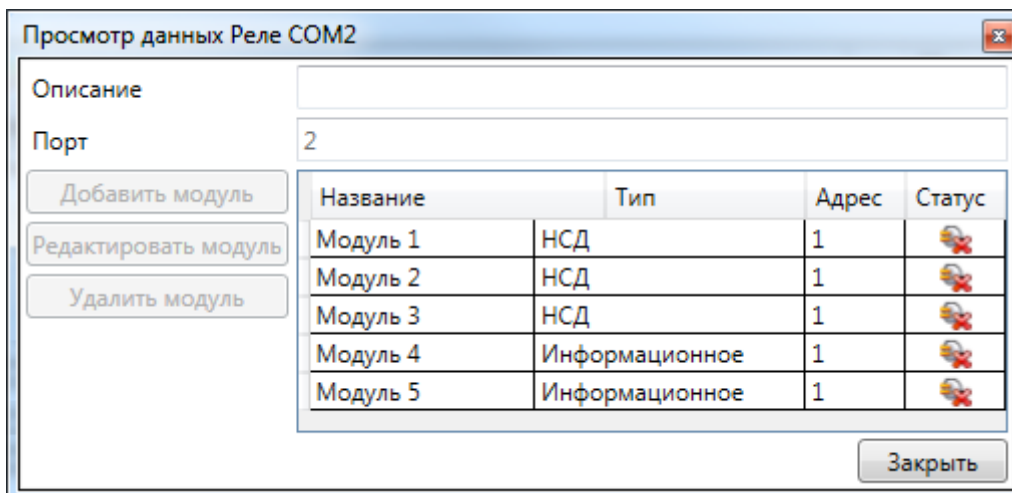 Просмотр данных Реле COM2
Описание
Порт 2
Добавить модуль
Редактировать модуль
Удалить модуль
Название Тип Адрес Статус
Модуль 1 НСД 1
Модуль 2 НСД 1
Модуль 3 НСД 1
Модуль 4 Информационное 1
Модуль 5 Информационное 1
Закрыть